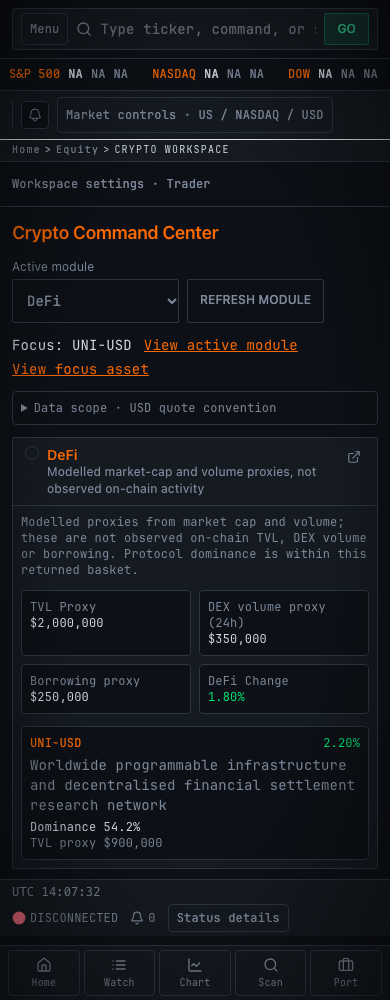 Menu Type ticker, command, or s GO
S&P 500 NA NA NA NASDAQ NA NA NA DOW NA NA NA
Market controls · US / NASDAQ / USD
Home > Equity > CRYPTO WORKSPACE
Workspace settings · Trader
Crypto Command Center
Active module
DeFi REFRESH MODULE
Focus: UNI-USD View active module
View focus asset
Data scope · USD quote convention
DeFi
Modelled market-cap and volume proxies, not
observed on-chain activity
Modelled proxies from market cap and volume;
these are not observed on-chain TVL, DEX volume
or borrowing. Protocol dominance is within this
returned basket.
TVL Proxy
$2,000,000
DEX volume proxy
(24h)
$350,000
Borrowing proxy
$250,000
DeFi Change
1.80%
UNI-USD 2.20%
Worldwide programmable infrastructure
and decentralised financial settlement
research network
Dominance 54.2%
TVL proxy $900,000
UTC 14:07:32
DISCONNECTED 0 Status details
Home Watch Chart Scan Port